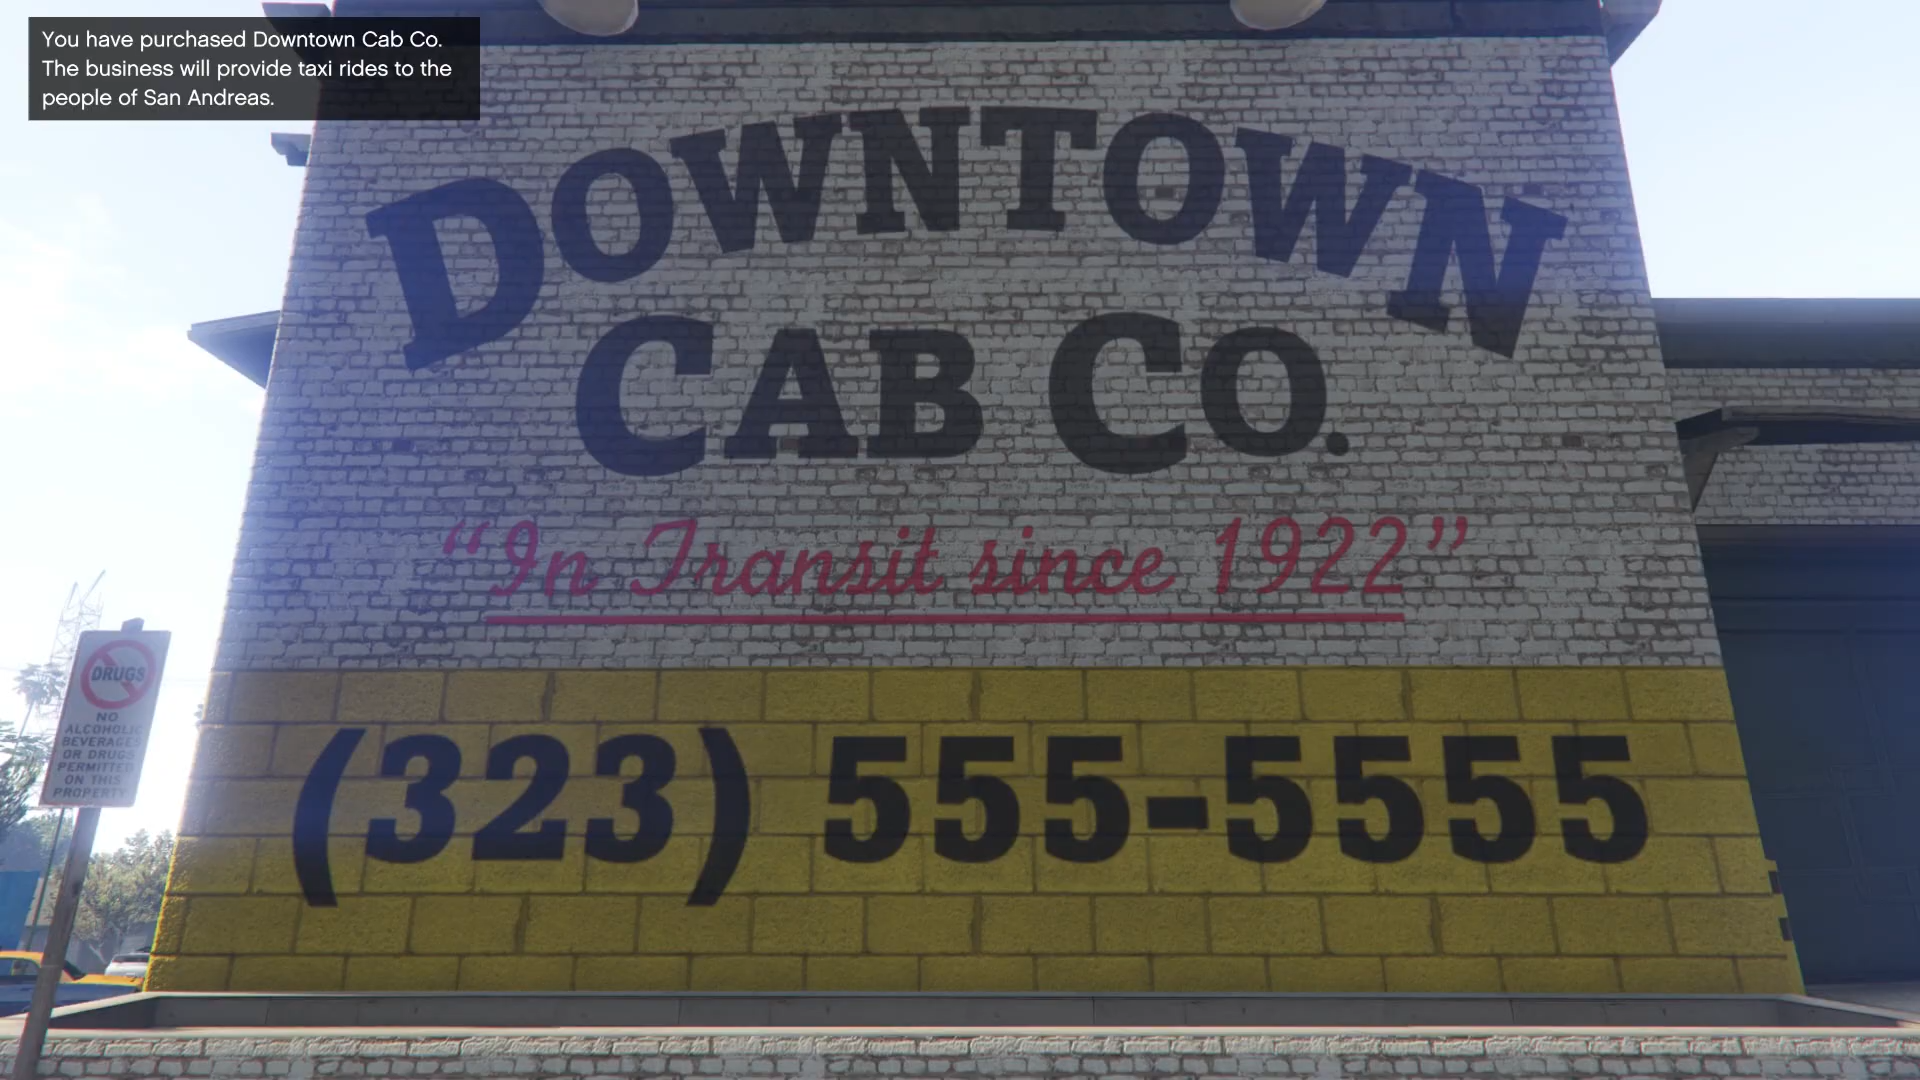 You have purchased Downtown Cab Co.
The business will provide taxi rides to the
people of San Andreas.
DOWNTOWN
CAB CO.
“In Transit since 1922”
(323) 555-5555
DRUGS
NO
ALCOHOLIC
BEVERAGES
OR DRUGS
PERMITTED
ON THIS
PROPERTY